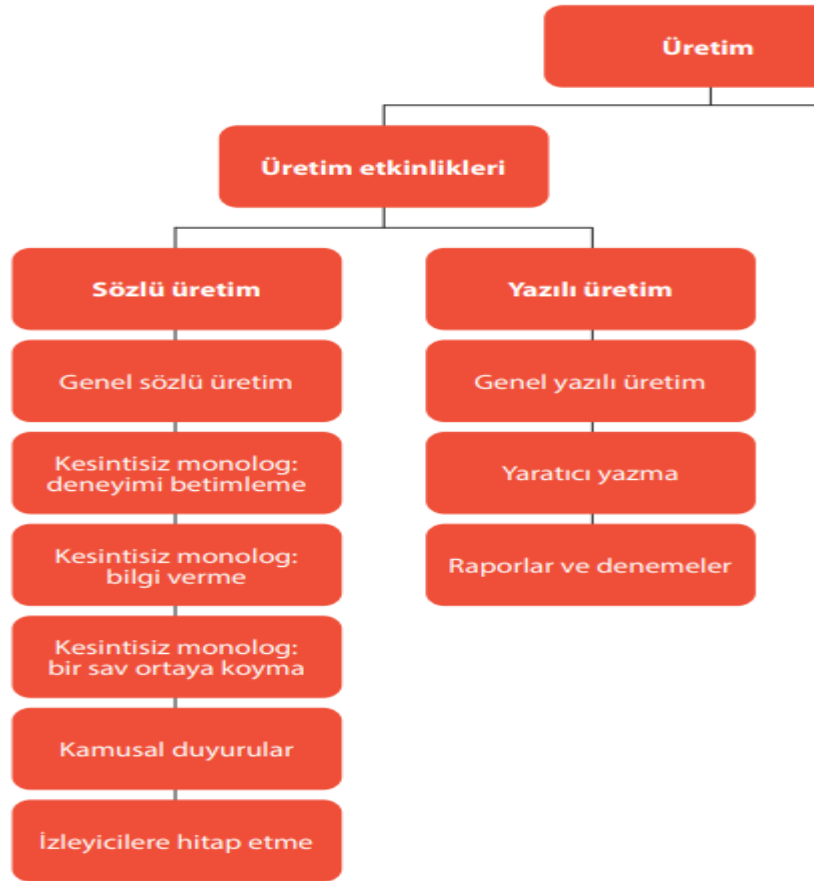 Üretim
Üretim etkinlikleri
Sözlü üretim
Genel sözlü üretim
Kesintisiz monolog:
deneyimi betimleme
Kesintisiz monolog:
bilgi verme
Kesintisiz monolog:
bir sav ortaya koyma
Kamusal duyurular
İzleyicilere hitap etme
Yazılı üretim
Genel yazılı üretim
Yaratıcı yazma
Raporlar ve denemeler